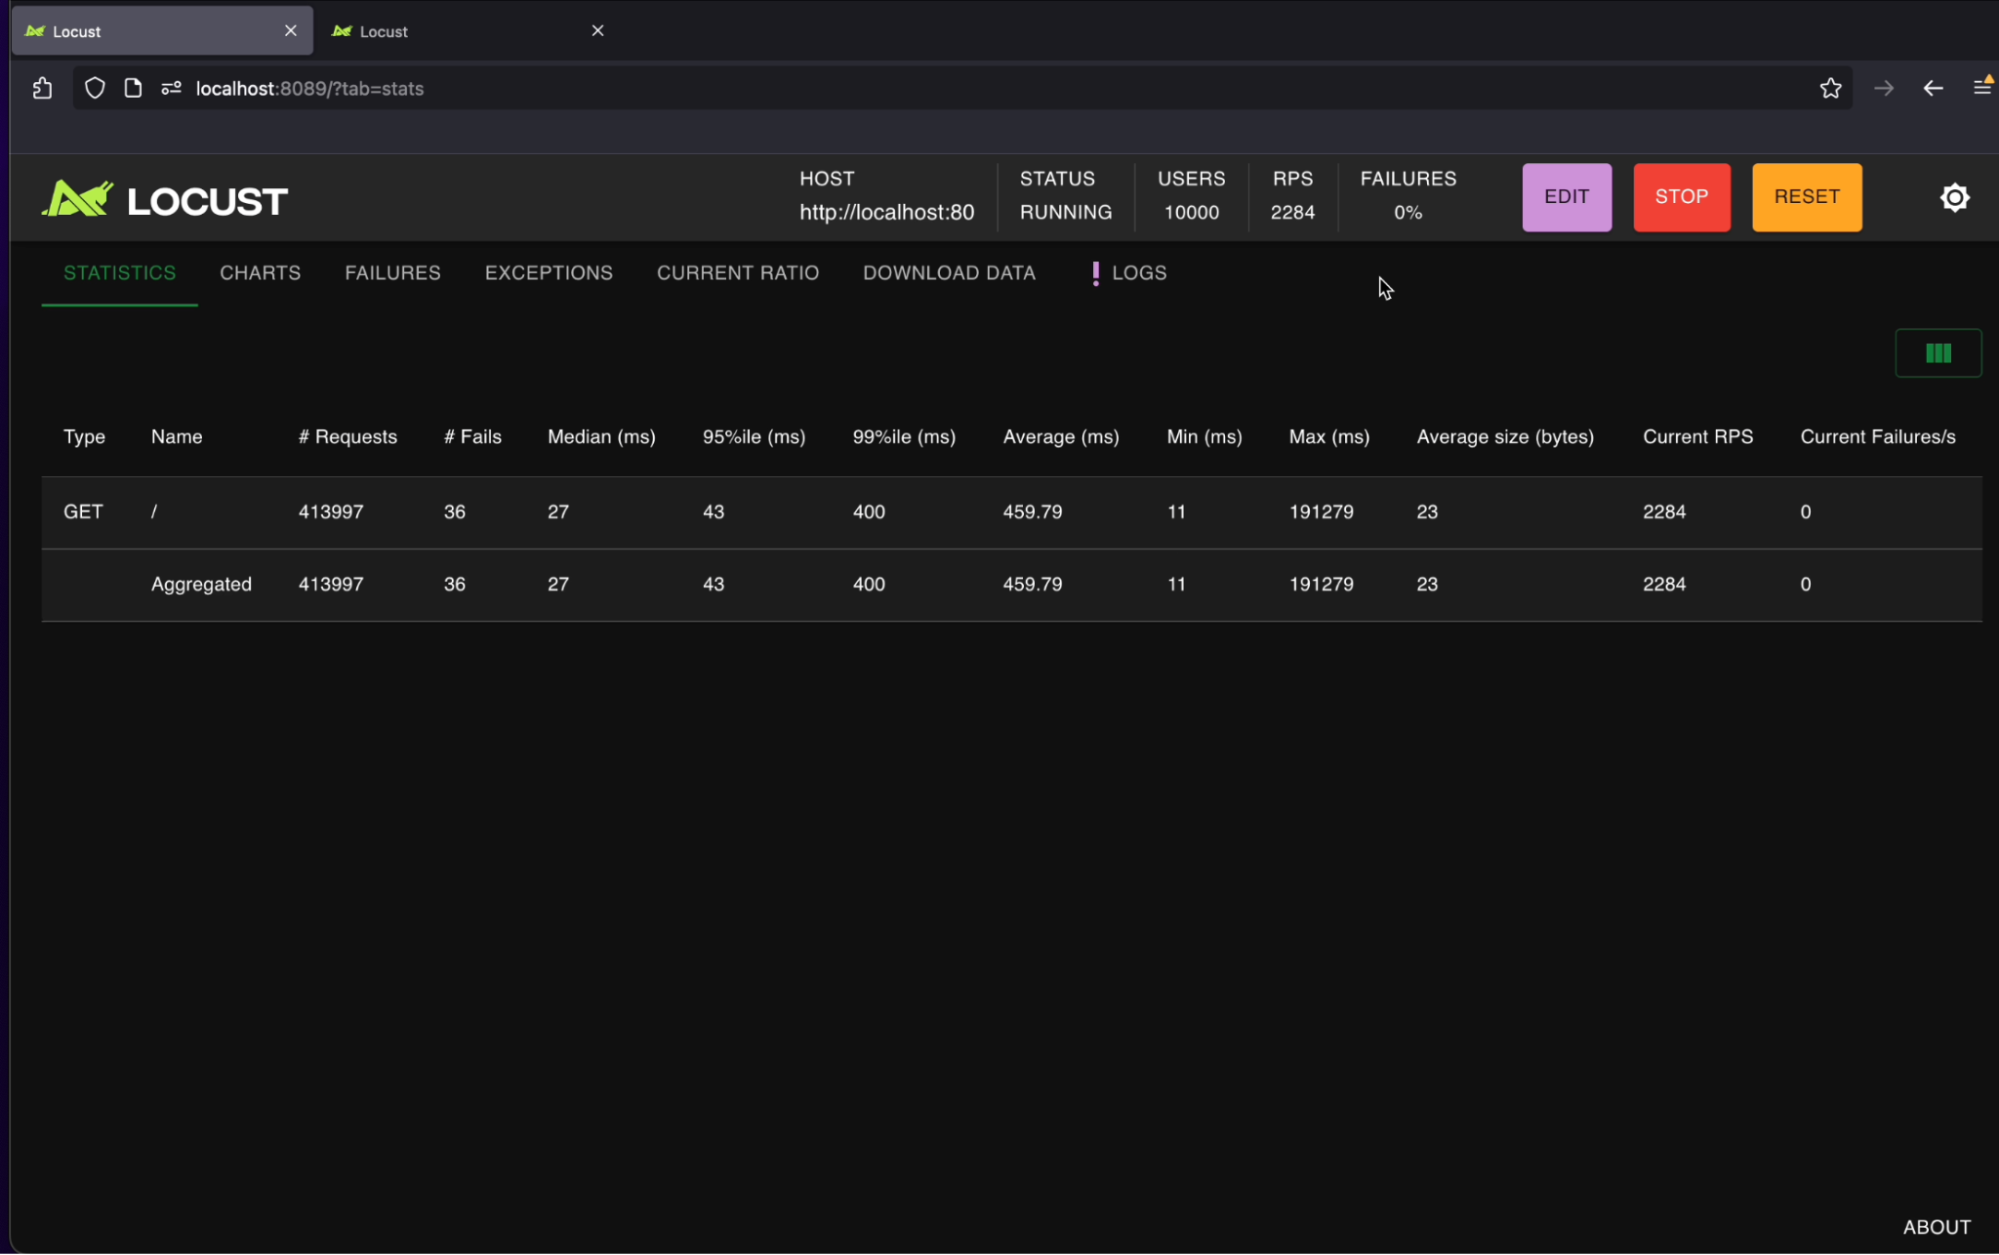 Locust
Locust
localhost:8089/?tab=stats
LOCUST
HOST
http://localhost:80
STATUS
RUNNING
USERS
10000
RPS
2284
FAILURES
0%
EDIT
STOP
RESET
STATISTICS CHARTS FAILURES EXCEPTIONS CURRENT RATIO DOWNLOAD DATA LOGS
Type Name # Requests # Fails Median (ms) 95%ile (ms) 99%ile (ms) Average (ms) Min (ms) Max (ms) Average size (bytes) Current RPS Current Failures/s
GET / 413997 36 27 43 400 459.79 11 191279 23 2284 0
Aggregated 413997 36 27 43 400 459.79 11 191279 23 2284 0
ABOUT